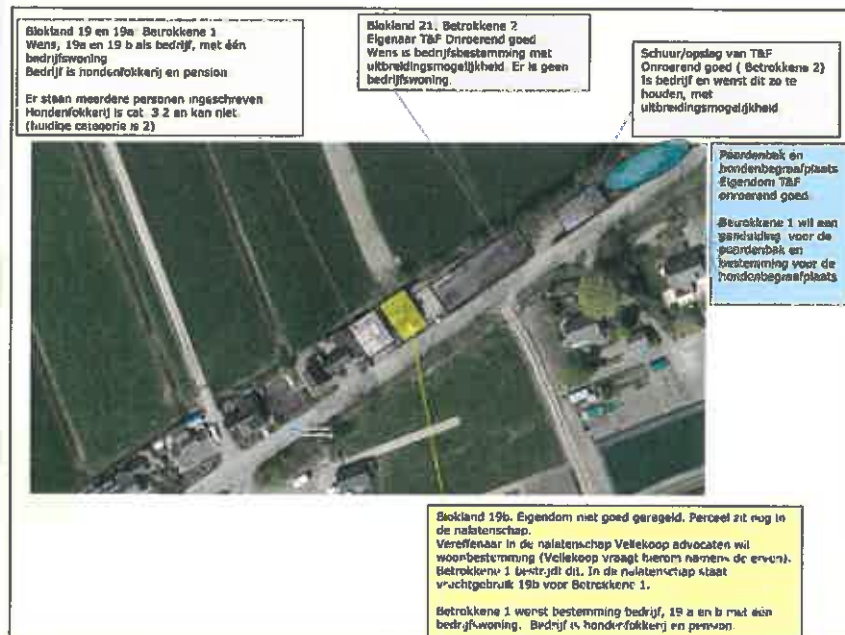 Blokland 19 en 19a Betrokkene 1
Wens, 19a en 19 b als bedrijf, met één
bedrijfswoning
Bedrijf is hondenfokkerij en pension
Er staan meerdere personen ingeschreven
Hondenfokkerij is cat 3 2 en kan niet
(huidige categorie is 2)
Blokland 21. Betrokkene 2
Eigenaar T&F Onroerend goed
Wens is bedrijfsbestemming met
uitbreidingsmogelijkheid. Er is geen
bedrijfswoning.
Schuur/opslag van T&F
Onroerend goed ( Betrokkene 2)
Is bedrijf en wenst dit zo te
houden, met
uitbreidingsmogelijkheid
Paardenbak en
hondenbegraafplaats
Eigendom T&F
onroerend goed
Betrokkene 1 wil een
aanduiding voor de
paardenbak en
bestemming voor de
hondenbegraafplaats
Blokland 19b. Eigendom niet goed geregeld. Perceel zit nog in
de nalatenschap.
Vereffenaar in de nalatenschap Vellekoop advocaten wil
woonbestemming (Vellekoop vraagt hierom namens de erven).
Betrokkene 1 bestrijdt dit. In de nalatenschap staat
vruchtgebruik 19b voor Betrokkene 1.
Betrokkene 1 wenst bestemming bedrijf, 19 a en b met één
bedrijfswoning. Bedrijf is hondenfokkerij en pension